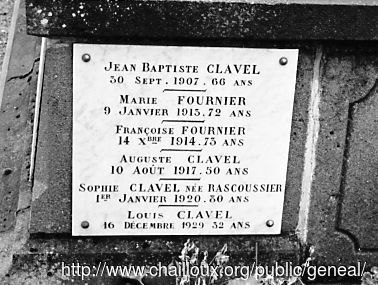 Jean Baptiste CLAVEL
30 Sept. 1907. 66 ANS
Marie FOURNIER
9 Janvier 1915. 72 ANS
Françoise FOURNIER
14 Xbre 1914. 73 ANS
Auguste CLAVEL
10 Août 1917. 50 ANS
Sophie CLAVEL née RASCOUSSIER
1er Janvier 1920. 80 ANS
Louis CLAVEL
16 Décembre 1929 32 ANS
http://www.chailloux.org/public/geneal/